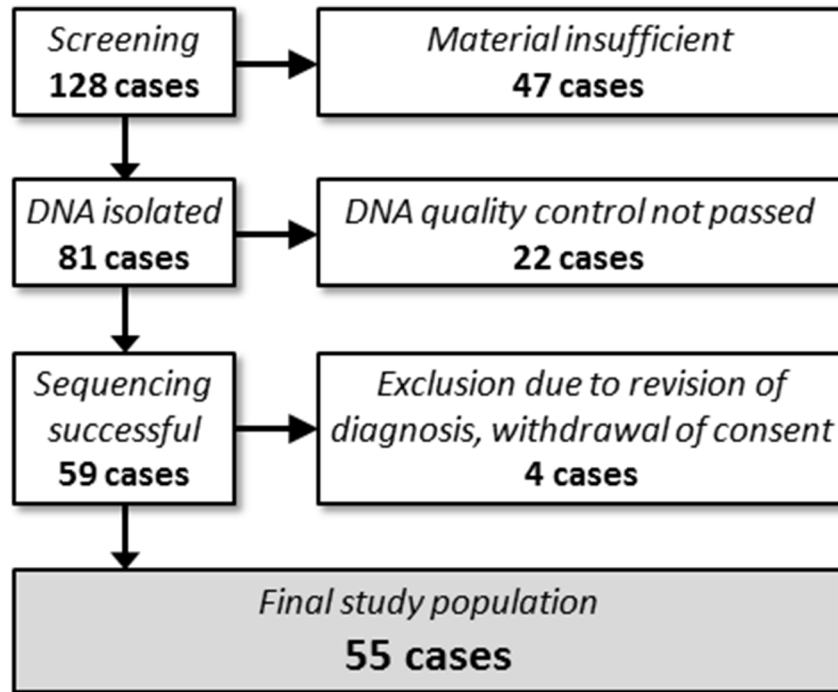 Screening
128 cases
Material insufficient
47 cases
DNA isolated
81 cases
DNA quality control not passed
22 cases
Sequencing
successful
59 cases
Exclusion due to revision of
diagnosis, withdrawal of consent
4 cases
Final study population
55 cases